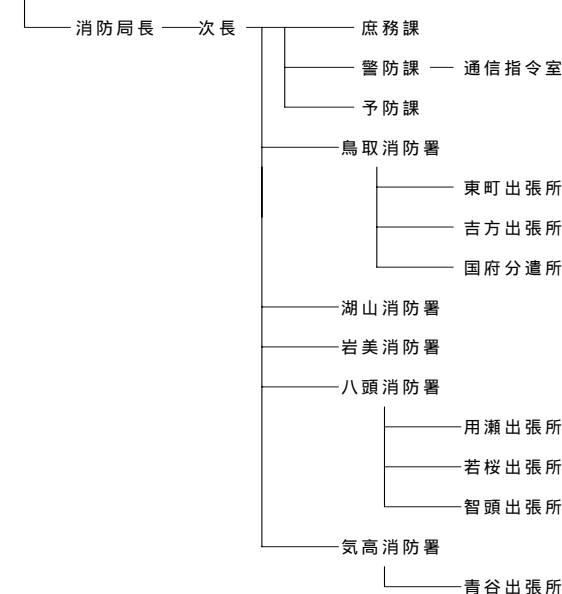 消防局長 次長 庶務課
警防課 通信指令室
予防課
鳥取消防署
東町出張所
吉方出張所
国府分遣所
湖山消防署
岩美消防署
八頭消防署
用瀬出張所
若桜出張所
智頭出張所
気高消防署
青谷出張所